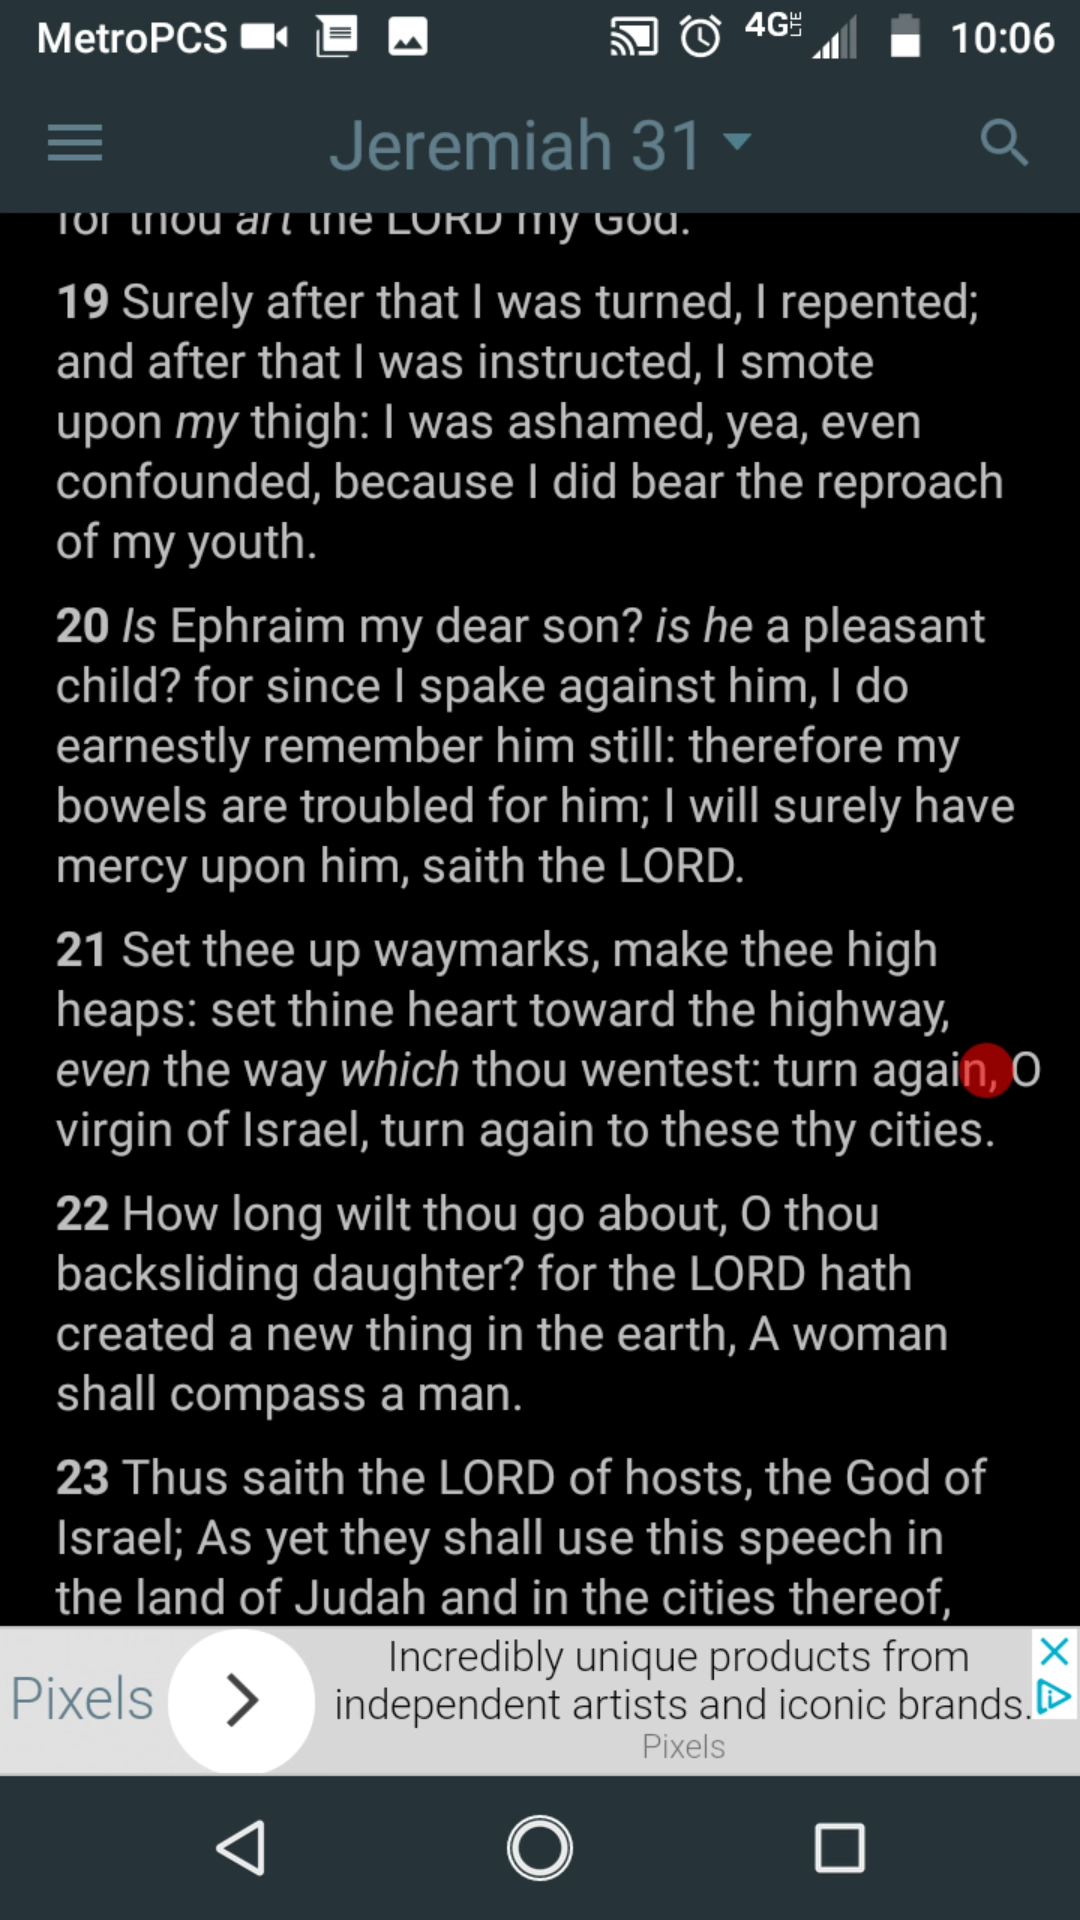 MetroPCS 4G LTE 10:06
Jeremiah 31
for thou art the LORD my God.
19 Surely after that I was turned, I repented;
and after that I was instructed, I smote
upon my thigh: I was ashamed, yea, even
confounded, because I did bear the reproach
of my youth.
20 Is Ephraim my dear son? is he a pleasant
child? for since I spake against him, I do
earnestly remember him still: therefore my
bowels are troubled for him; I will surely have
mercy upon him, saith the LORD.
21 Set thee up waymarks, make thee high
heaps: set thine heart toward the highway,
even the way which thou wentest: turn again, O
virgin of Israel, turn again to these thy cities.
22 How long wilt thou go about, O thou
backsliding daughter? for the LORD hath
created a new thing in the earth, A woman
shall compass a man.
23 Thus saith the LORD of hosts, the God of
Israel; As yet they shall use this speech in
the land of Judah and in the cities thereof,
Pixels
Incredibly unique products from
independent artists and iconic brands.
Pixels